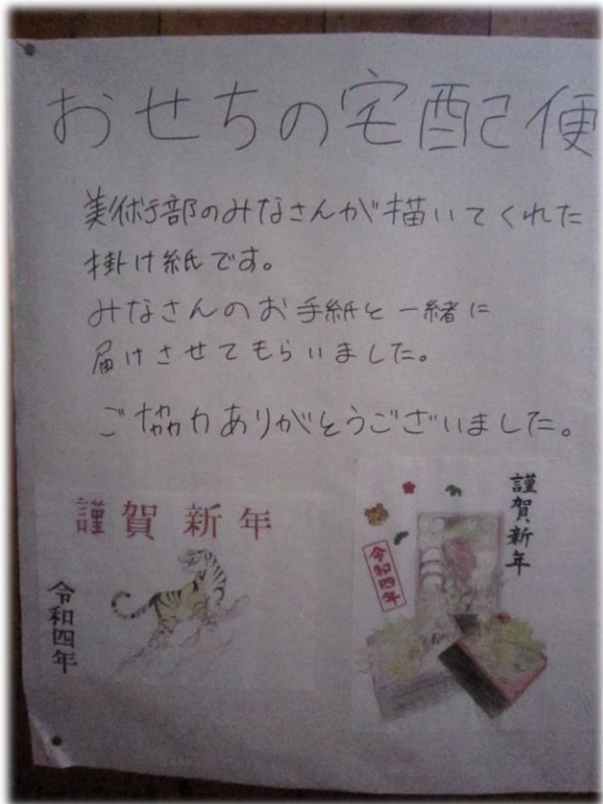 おせちの宅配便
美術部のみなさんが描いてくれた
掛け紙です。
みなさんのお手紙と一緒に
届けさせてもらいました。
ご協力ありがとうございました。
謹賀新年
令和四年
謹賀新年
令和四年